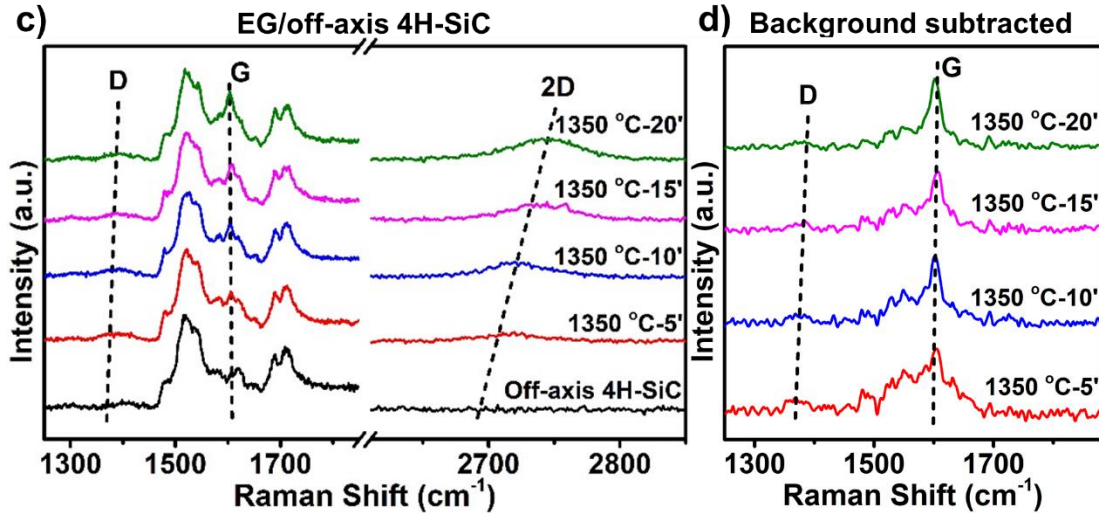 c) EG/off-axis 4H-SiC
D
G
2D
1350 °C-20'
1350 °C-15'
1350 °C-10'
1350 °C-5'
Off-axis 4H-SiC
Intensity (a.u.)
1300 1500 1700 2700 2800
Raman Shift (cm⁻¹)
d) Background subtracted
D
G
1350 °C-20'
1350 °C-15'
1350 °C-10'
1350 °C-5'
Intensity (a.u.)
1300 1500 1700
Raman Shift (cm⁻¹)